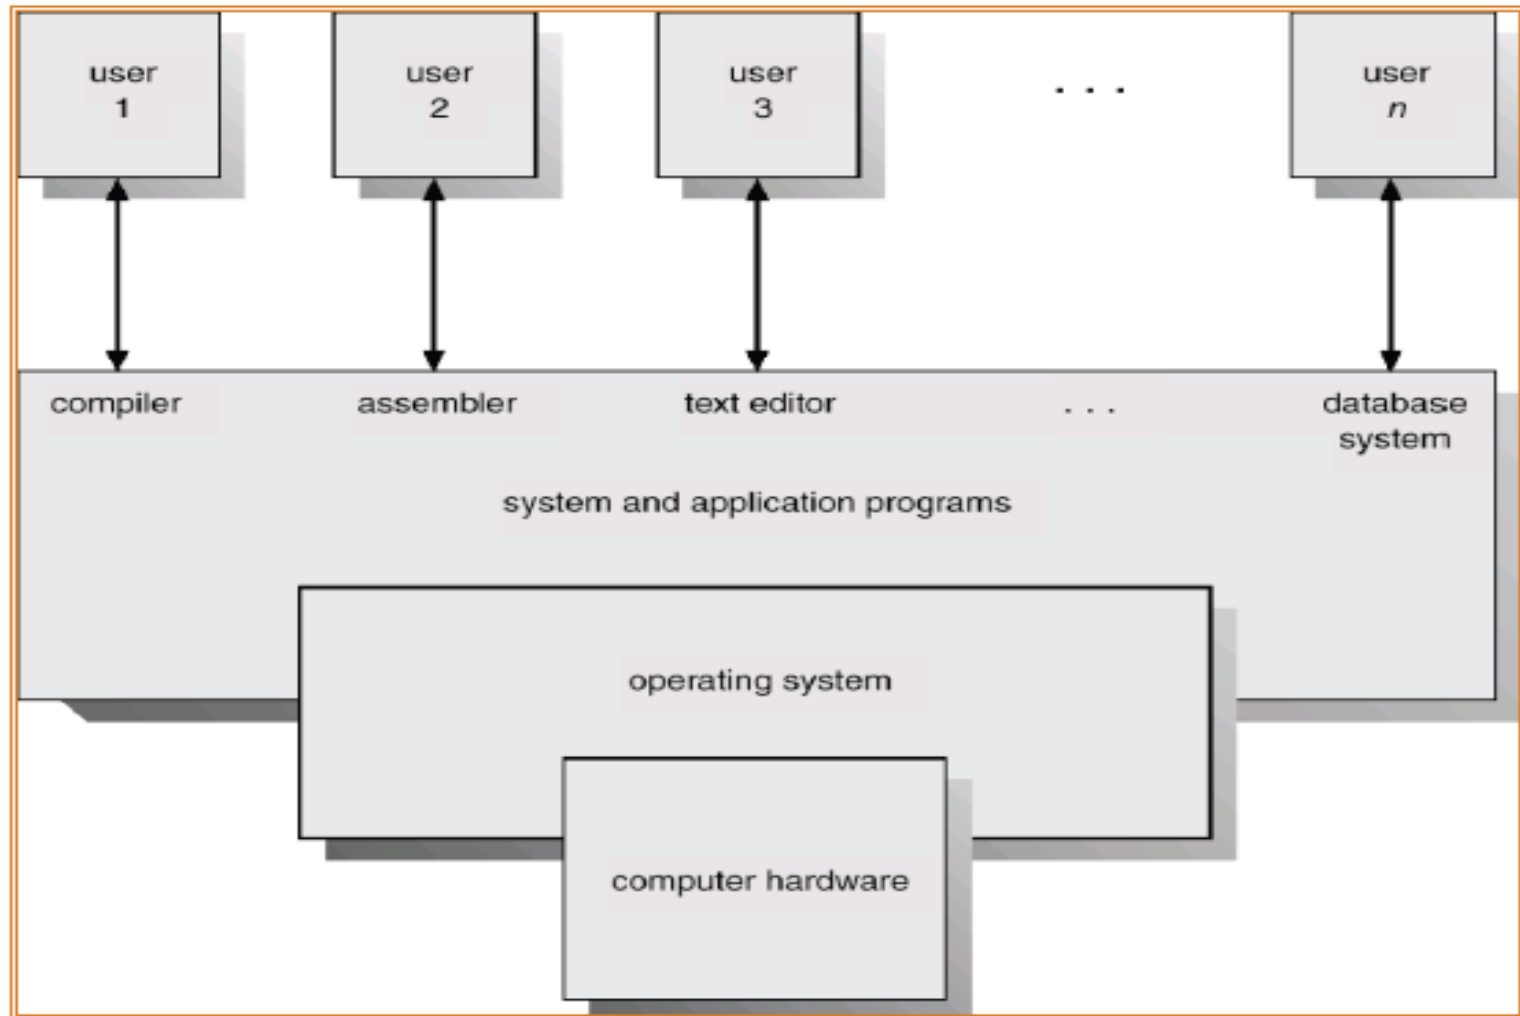 user
1
user
2
user
3
. . .
user
n
compiler
assembler
text editor
. . .
database
system
system and application programs
operating system
computer hardware